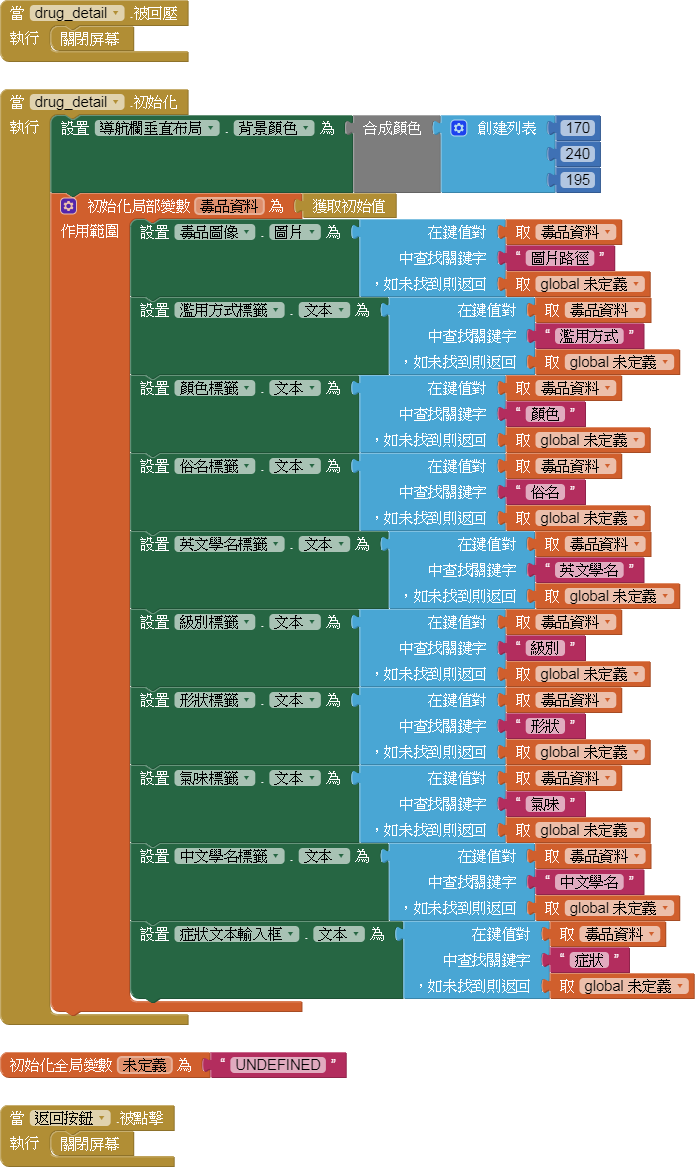 當 drug_detail .被回壓
執行 關閉屏幕
當 drug_detail .初始化
執行 設置 導航欄垂直布局 . 背景顏色 為 合成顏色 創建列表 170
240
195
初始化局部變數 毒品資料 為 獲取初始值
作用範圍 設置 毒品圖像 . 圖片 為 在鍵值對 取 毒品資料
中查找關鍵字 “ 圖片路徑 ”
，如未找到則返回 取 global 未定義
設置 濫用方式標籤 . 文本 為 在鍵值對 取 毒品資料
中查找關鍵字 “ 濫用方式 ”
，如未找到則返回 取 global 未定義
設置 顏色標籤 . 文本 為 在鍵值對 取 毒品資料
中查找關鍵字 “ 顏色 ”
，如未找到則返回 取 global 未定義
設置 俗名標籤 . 文本 為 在鍵值對 取 毒品資料
中查找關鍵字 “ 俗名 ”
，如未找到則返回 取 global 未定義
設置 英文學名標籤 . 文本 為 在鍵值對 取 毒品資料
中查找關鍵字 “ 英文學名 ”
，如未找到則返回 取 global 未定義
設置 級別標籤 . 文本 為 在鍵值對 取 毒品資料
中查找關鍵字 “ 級別 ”
，如未找到則返回 取 global 未定義
設置 形狀標籤 . 文本 為 在鍵值對 取 毒品資料
中查找關鍵字 “ 形狀 ”
，如未找到則返回 取 global 未定義
設置 氣味標籤 . 文本 為 在鍵值對 取 毒品資料
中查找關鍵字 “ 氣味 ”
，如未找到則返回 取 global 未定義
設置 中文學名標籤 . 文本 為 在鍵值對 取 毒品資料
中查找關鍵字 “ 中文學名 ”
，如未找到則返回 取 global 未定義
設置 症狀文本輸入框 . 文本 為 在鍵值對 取 毒品資料
中查找關鍵字 “ 症狀 ”
，如未找到則返回 取 global 未定義
初始化全局變數 未定義 為 “ UNDEFINED ”
當 返回按鈕 .被點擊
執行 關閉屏幕